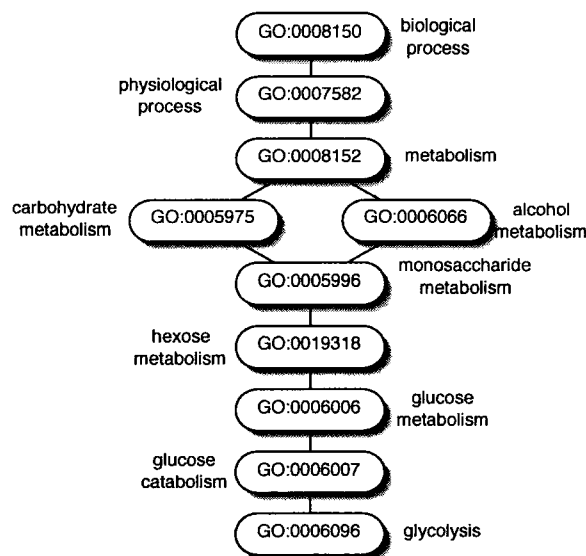 GO:0008150
biological
process
physiological
process
GO:0007582
GO:0008152
metabolism
carbohydrate
metabolism
GO:0005975
GO:0006066
alcohol
metabolism
GO:0005996
monosaccharide
metabolism
hexose
metabolism
GO:0019318
GO:0006006
glucose
metabolism
glucose
catabolism
GO:0006007
GO:0006096
glycolysis